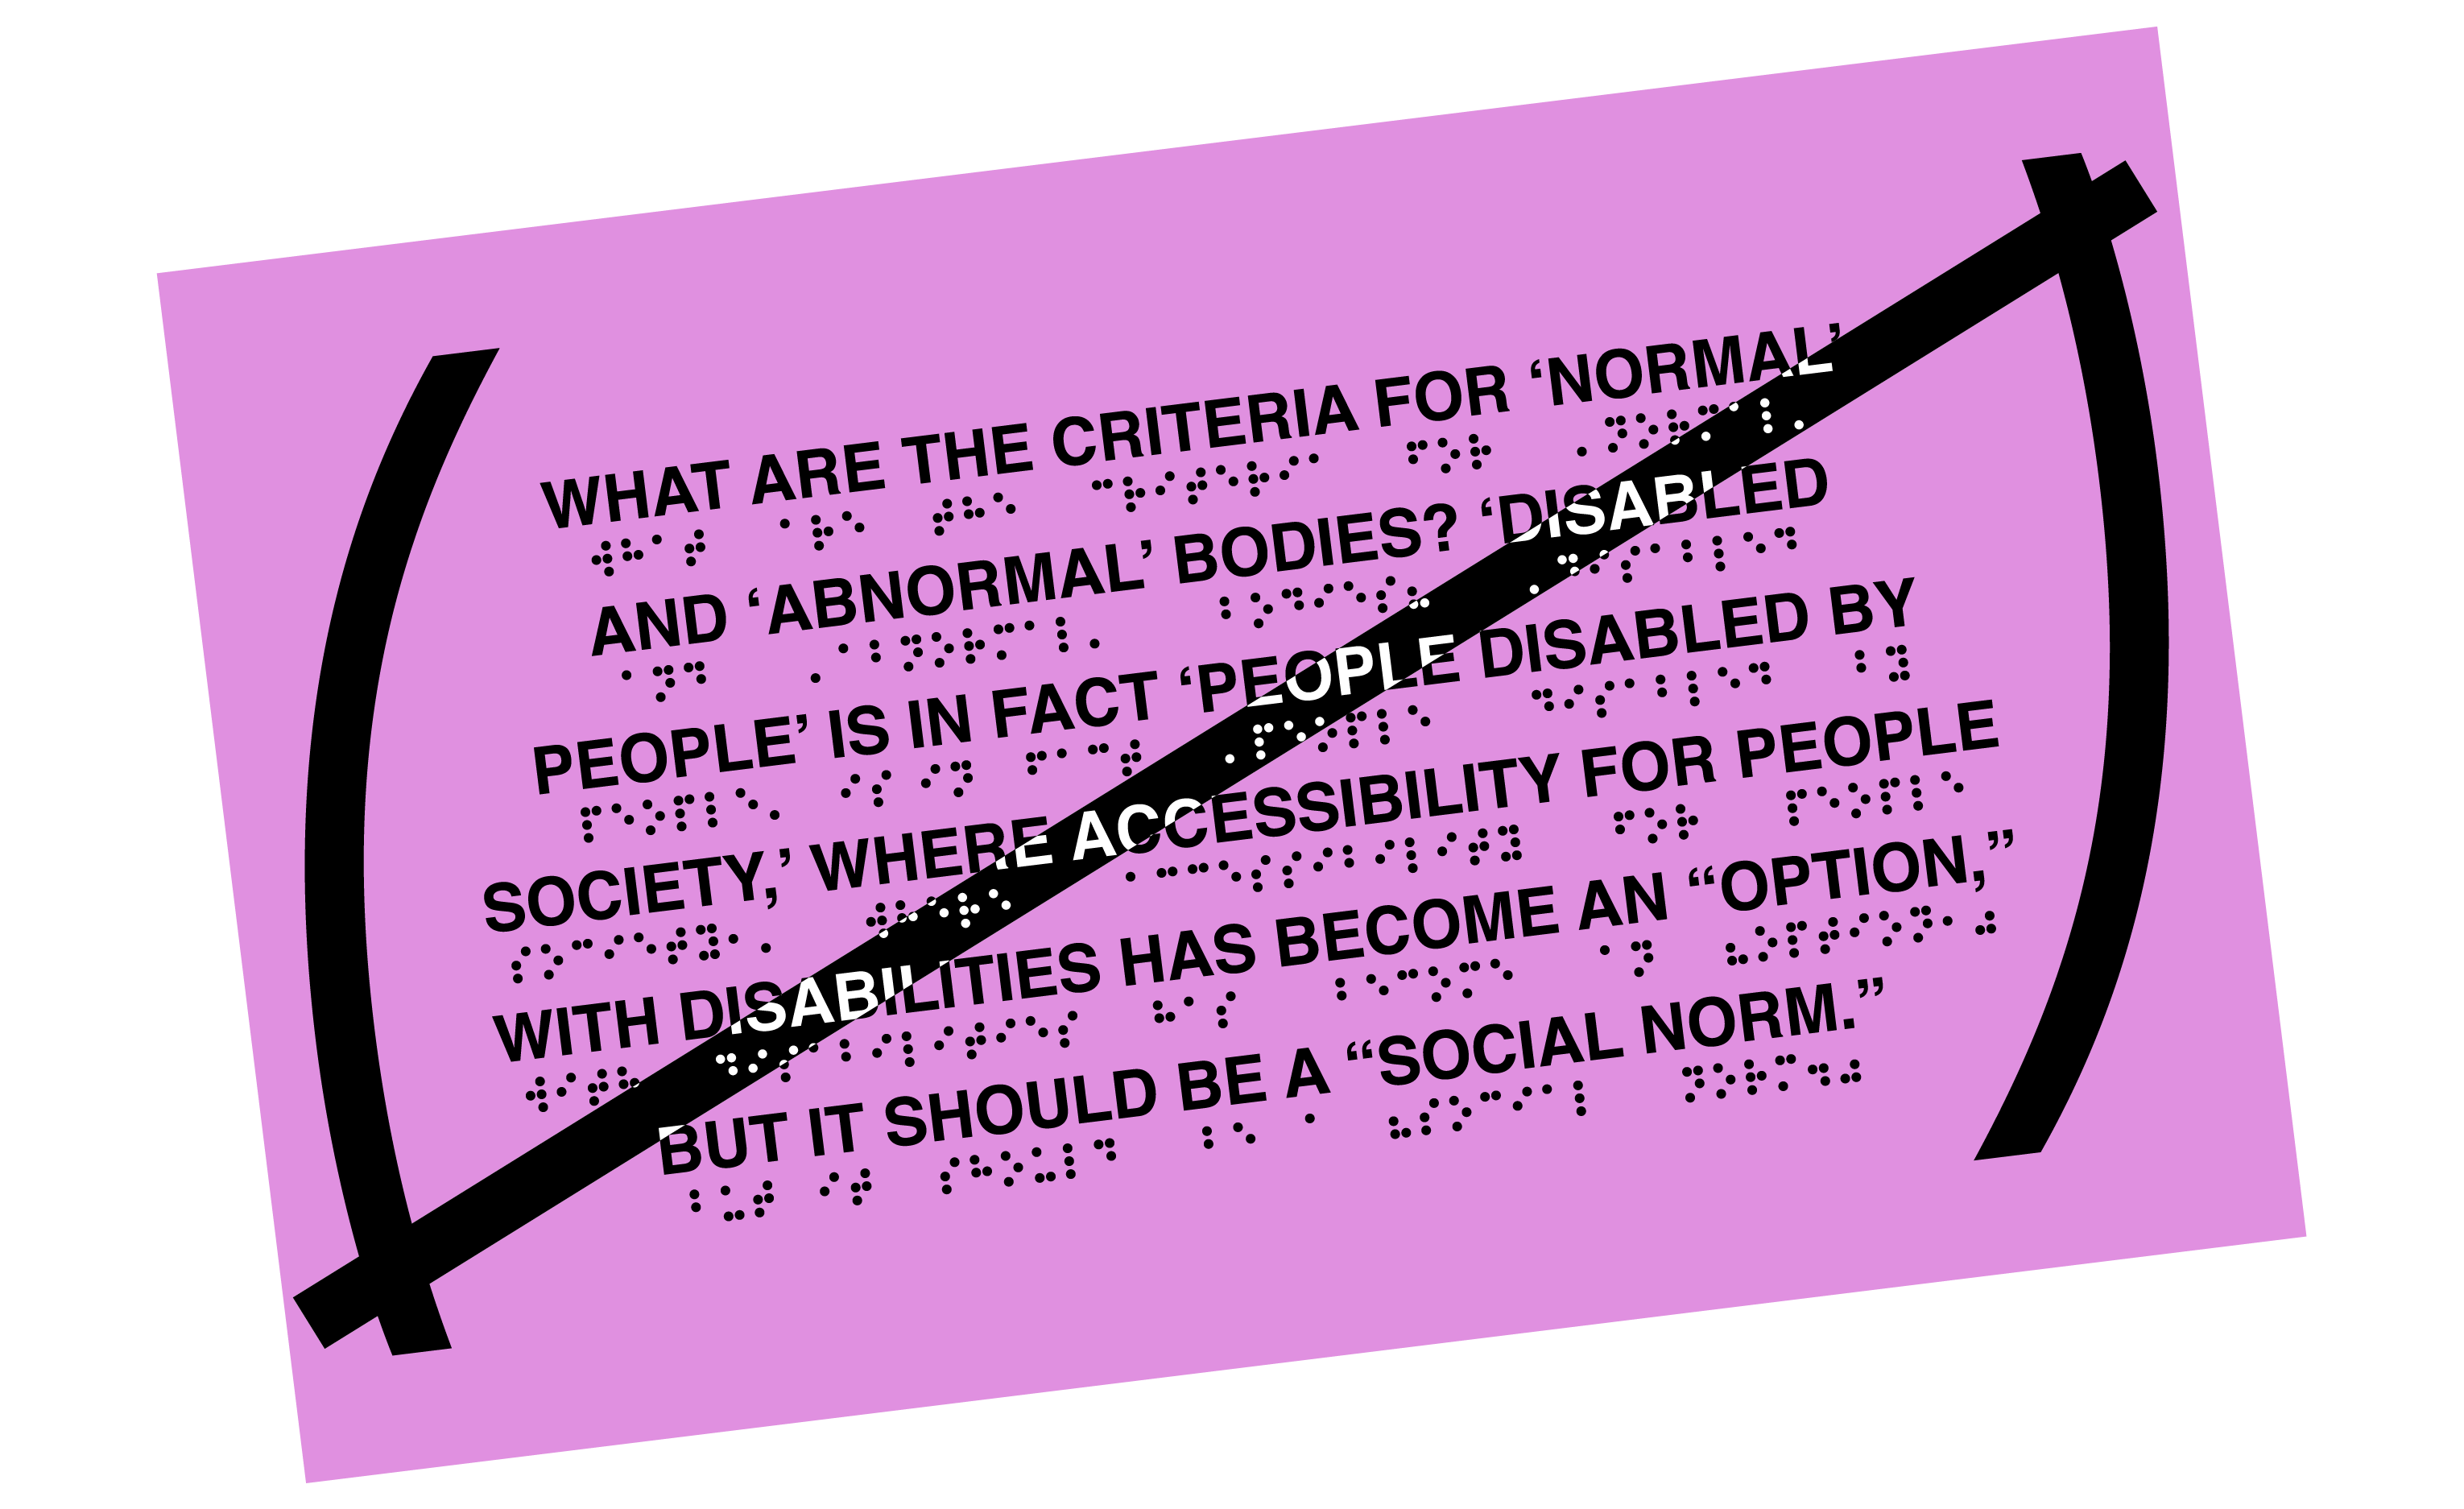 WHAT ARE THE CRITERIA FOR ‘NORMAL’
⠺⠓⠁⠞ ⠁⠗⠑ ⠞⠓⠑ ⠉⠗⠊⠞⠑⠗⠊⠁ ⠋⠕⠗ ⠠⠝⠕⠗⠍⠁⠇⠄
AND ‘ABNORMAL’ BODIES? ‘DISABLED
⠁⠝⠙ ⠠⠁⠃⠝⠕⠗⠍⠁⠇⠄ ⠃⠕⠙⠊⠑⠎⠢ ⠠⠙⠊⠎⠁⠃⠇⠑⠙
PEOPLE’ IS IN FACT ‘PEOPLE DISABLED BY
⠏⠑⠕⠏⠇⠑⠄ ⠊⠎ ⠊⠝ ⠋⠁⠉⠞ ⠠⠏⠑⠕⠏⠇⠑ ⠙⠊⠎⠁⠃⠇⠑⠙ ⠃⠽
SOCIETY,’ WHERE ACCESSIBILITY FOR PEOPLE
⠎⠕⠉⠊⠑⠞⠽⠂⠄ ⠺⠓⠑⠗⠑ ⠁⠉⠉⠑⠎⠎⠊⠃⠊⠇⠊⠞⠽ ⠋⠕⠗ ⠏⠑⠕⠏⠇⠑
WITH DISABILITIES HAS BECOME AN “OPTION,”
⠺⠊⠞⠓ ⠙⠊⠎⠁⠃⠊⠇⠊⠞⠊⠑⠎ ⠓⠁⠎ ⠃⠑⠉⠕⠍⠑ ⠁⠝ ⠦⠕⠏⠞⠊⠕⠝⠂⠴
BUT IT SHOULD BE A “SOCIAL NORM.”
⠃⠥⠞ ⠊⠞ ⠎⠓⠕⠥⠇⠙ ⠃⠑ ⠁ ⠦⠎⠕⠉⠊⠁⠇ ⠝⠕⠗⠍⠲⠴